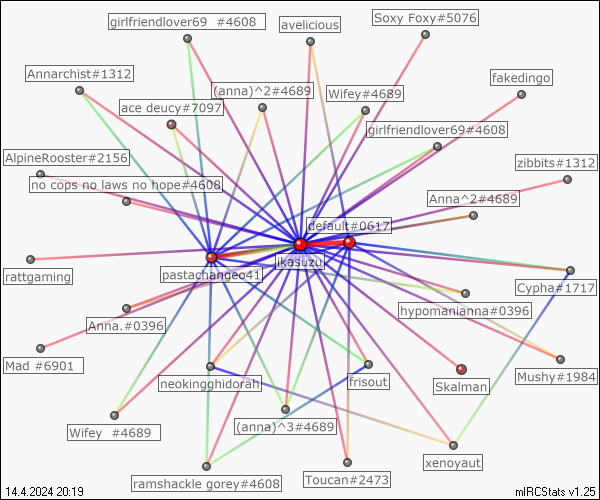 girlfriendlover69  #4608
avelicious
Soxy Foxy#5076
Annarchist#1312
fakedingo
(anna)^2#4689
Wifey#4689
ace deucy#7097
girlfriendlover69#4608
AlpineRooster#2156
zibbits#1312
no cops no laws no hope#4608
Anna^2#4689
default#0617
jkasuzu
pastachangeo41
rattgaming
Cypha#1717
hypomanianna#0396
Anna.#0396
Mad #6901
Mushy#1984
neokingghidorah
frisout
Skalman
Wifey  #4689
(anna)^3#4689
xenoyaut
ramshackle gorey#4608
Toucan#2473
14.4.2024 20:19
mIRCStats v1.25